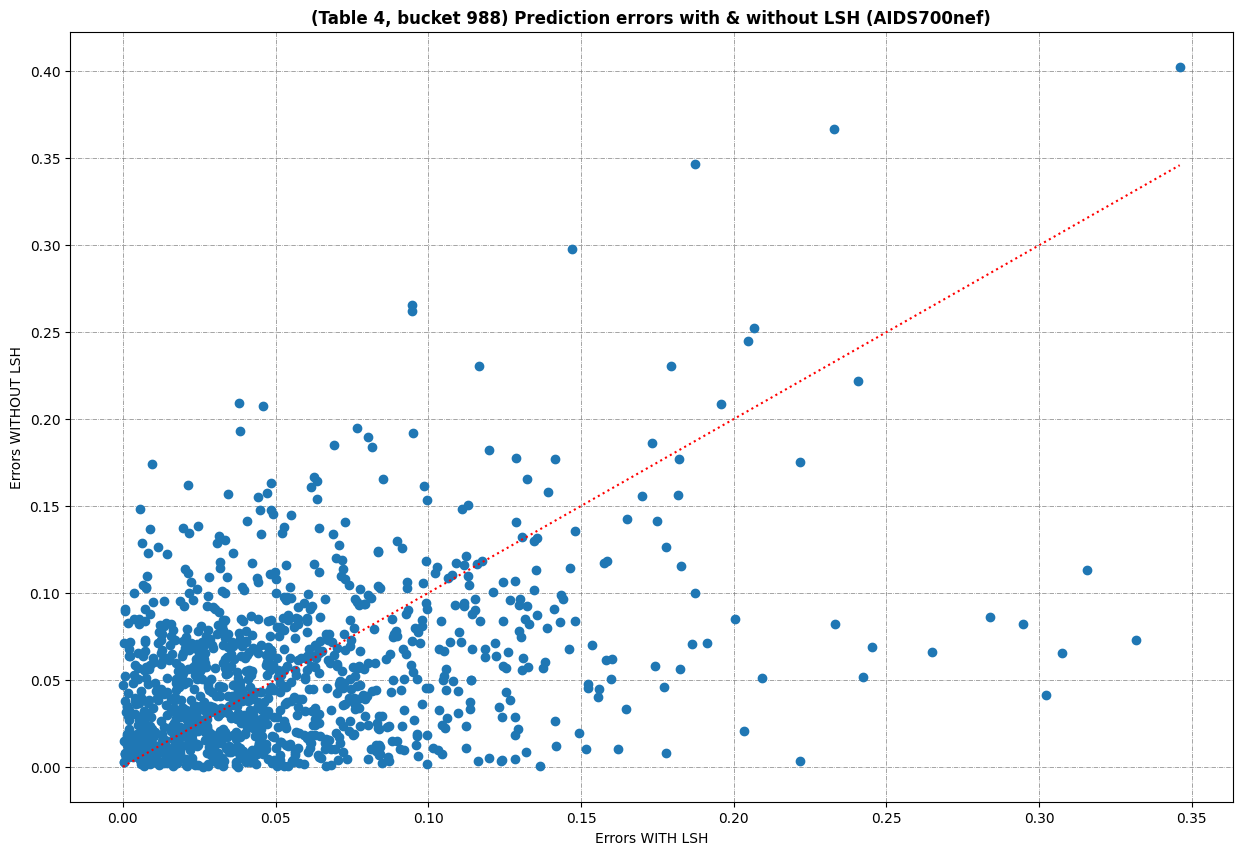 (Table 4, bucket 988) Prediction errors with & without LSH (AIDS700nef)
Errors WITHOUT LSH
0.40
0.35
0.30
0.25
0.20
0.15
0.10
0.05
0.00
0.00 0.05 0.10 0.15 0.20 0.25 0.30 0.35
Errors WITH LSH